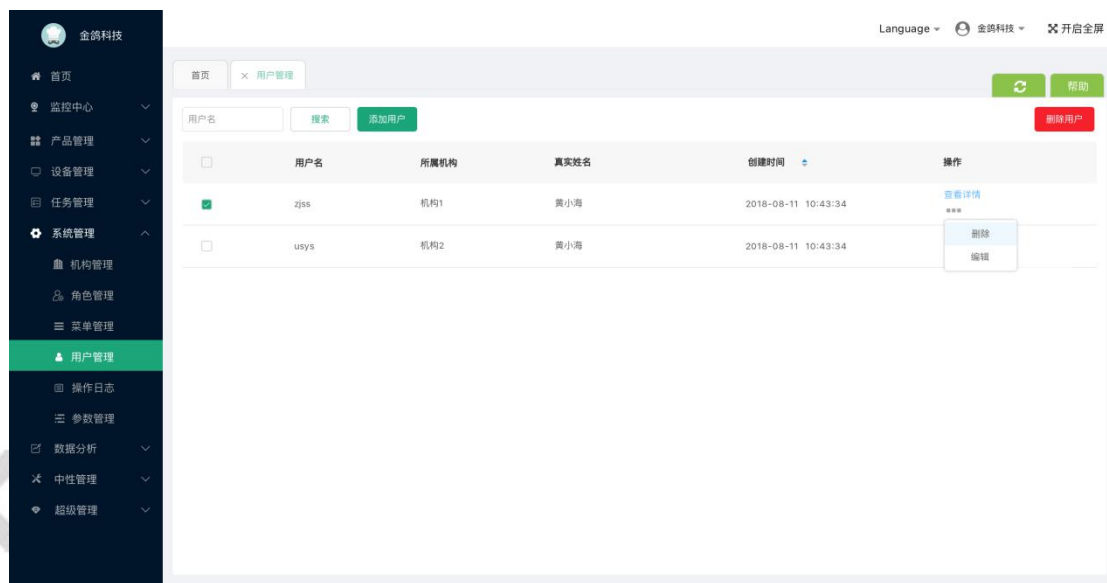 金鸽科技
Language 金鸽科技 开启全屏
首页
监控中心
产品管理
设备管理
任务管理
系统管理
机构管理
角色管理
菜单管理
用户管理
操作日志
参数管理
数据分析
中性管理
超级管理
首页 × 用户管理
帮助
用户名 搜索 添加用户 删除用户
用户名 所属机构 真实姓名 创建时间 操作
zjss 机构1 黄小海 2018-08-11 10:43:34 查看详情
usys 机构2 黄小海 2018-08-11 10:43:34
删除
编辑